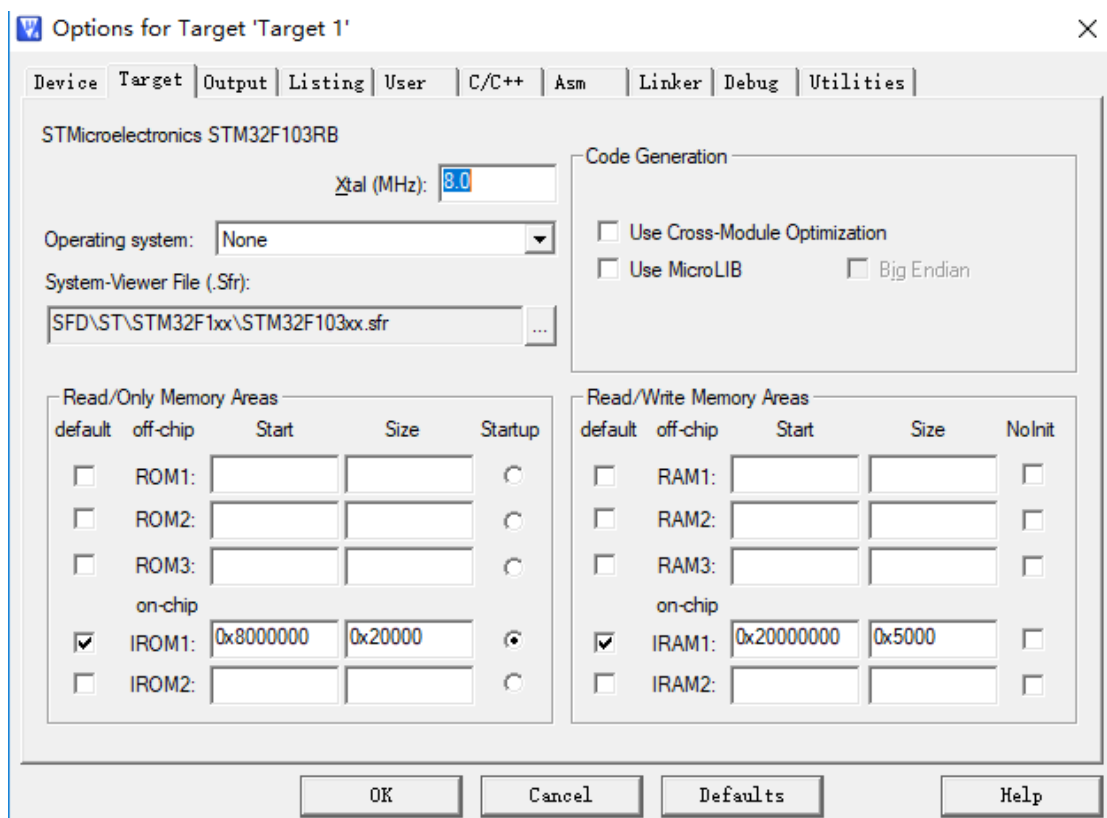 Options for Target 'Target 1'
Device Target Output Listing User C/C++ Asm Linker Debug Utilities
STMicroelectronics STM32F103RB
Xtal (MHz): 8.0
Operating system: None
System-Viewer File (.Sfr):
SFD\ST\STM32F1xx\STM32F103xx.sfr ...
Code Generation
Use Cross-Module Optimization
Use MicroLIB Big Endian
Read/Only Memory Areas
default off-chip Start Size Startup
ROM1:
ROM2:
ROM3:
on-chip
IROM1: 0x8000000 0x20000
IROM2:
Read/Write Memory Areas
default off-chip Start Size NoInit
RAM1:
RAM2:
RAM3:
on-chip
IRAM1: 0x20000000 0x5000
IRAM2:
OK Cancel Defaults Help